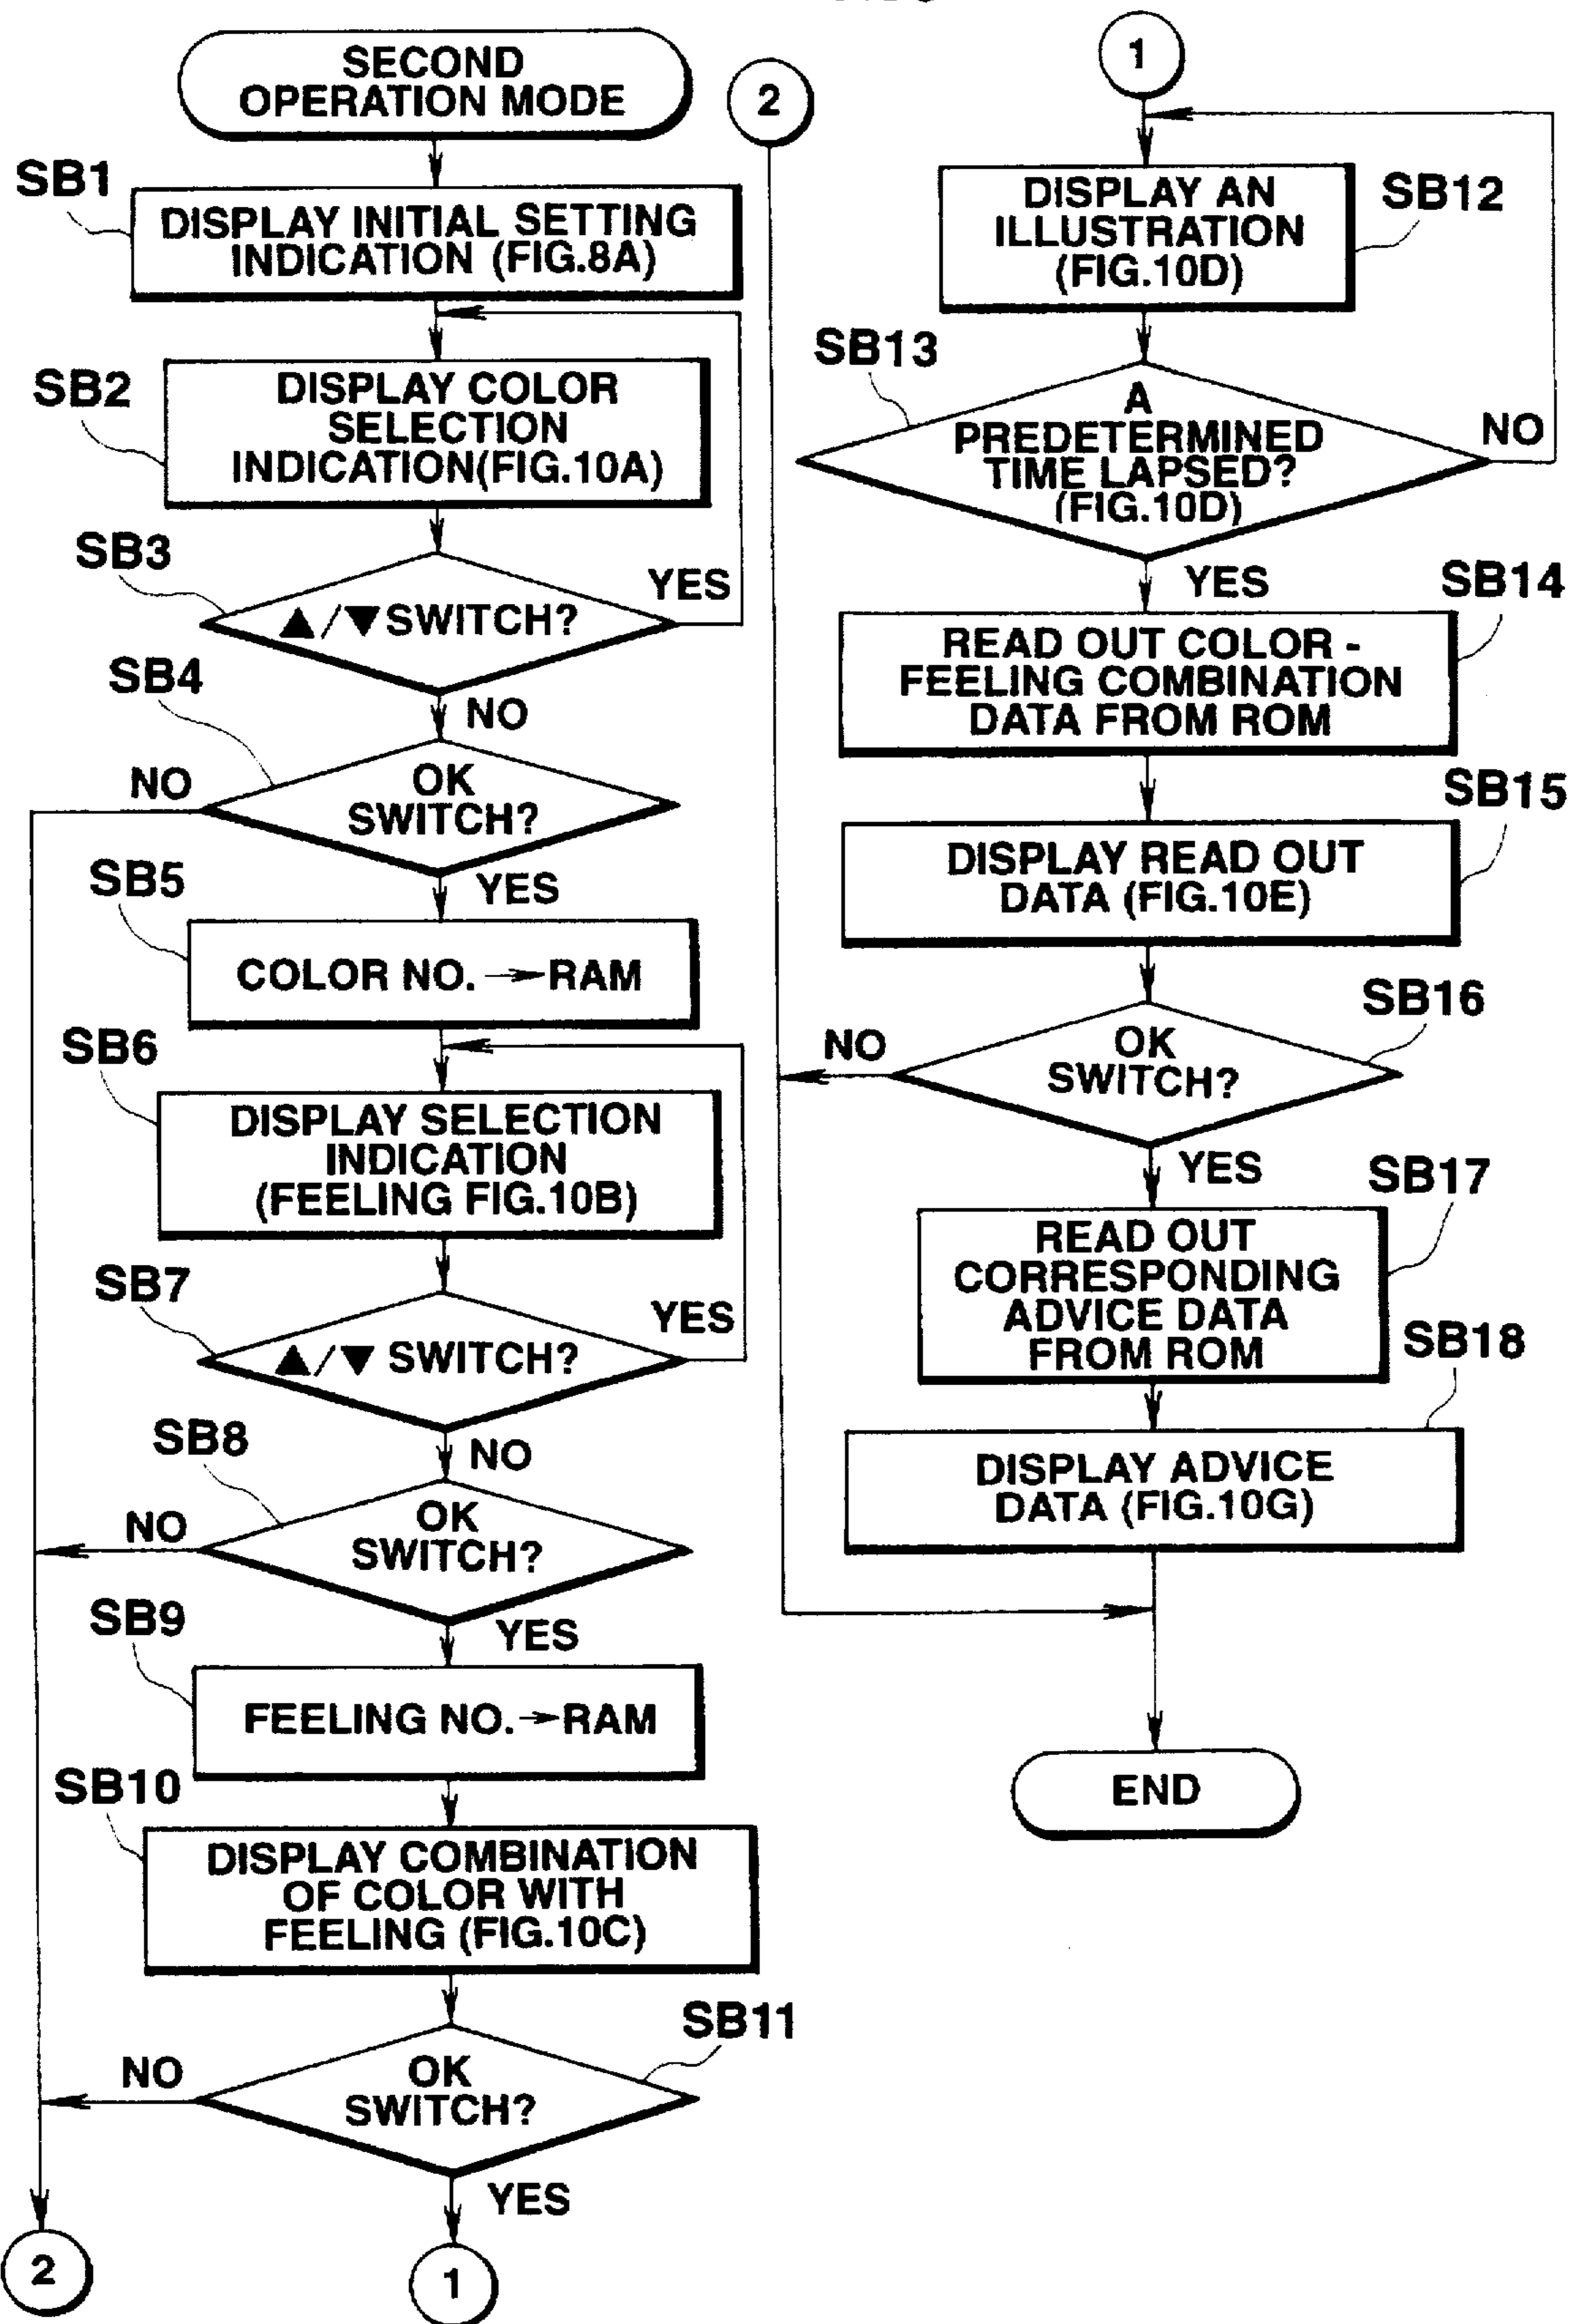 SECOND
OPERATION MODE
SB1
DISPLAY INITIAL SETTING
INDICATION (FIG.8A)
SB2
DISPLAY COLOR
SELECTION
INDICATION(FIG.10A)
SB3
▲/▼SWITCH?
YES
NO
SB4
OK
SWITCH?
NO
YES
SB5
COLOR NO. → RAM
SB6
DISPLAY SELECTION
INDICATION
(FEELING FIG.10B)
SB7
▲/▼ SWITCH?
YES
NO
SB8
OK
SWITCH?
NO
YES
SB9
FEELING NO.→RAM
SB10
DISPLAY COMBINATION
OF COLOR WITH
FEELING (FIG.10C)
SB11
OK
SWITCH?
NO
YES
2
1
2
1
DISPLAY AN
ILLUSTRATION
(FIG.10D)
SB12
SB13
A
PREDETERMINED
TIME LAPSED?
(FIG.10D)
NO
YES
SB14
READ OUT COLOR -
FEELING COMBINATION
DATA FROM ROM
SB15
DISPLAY READ OUT
DATA (FIG.10E)
SB16
OK
SWITCH?
NO
YES
SB17
READ OUT
CORRESPONDING
ADVICE DATA
FROM ROM
SB18
DISPLAY ADVICE
DATA (FIG.10G)
END